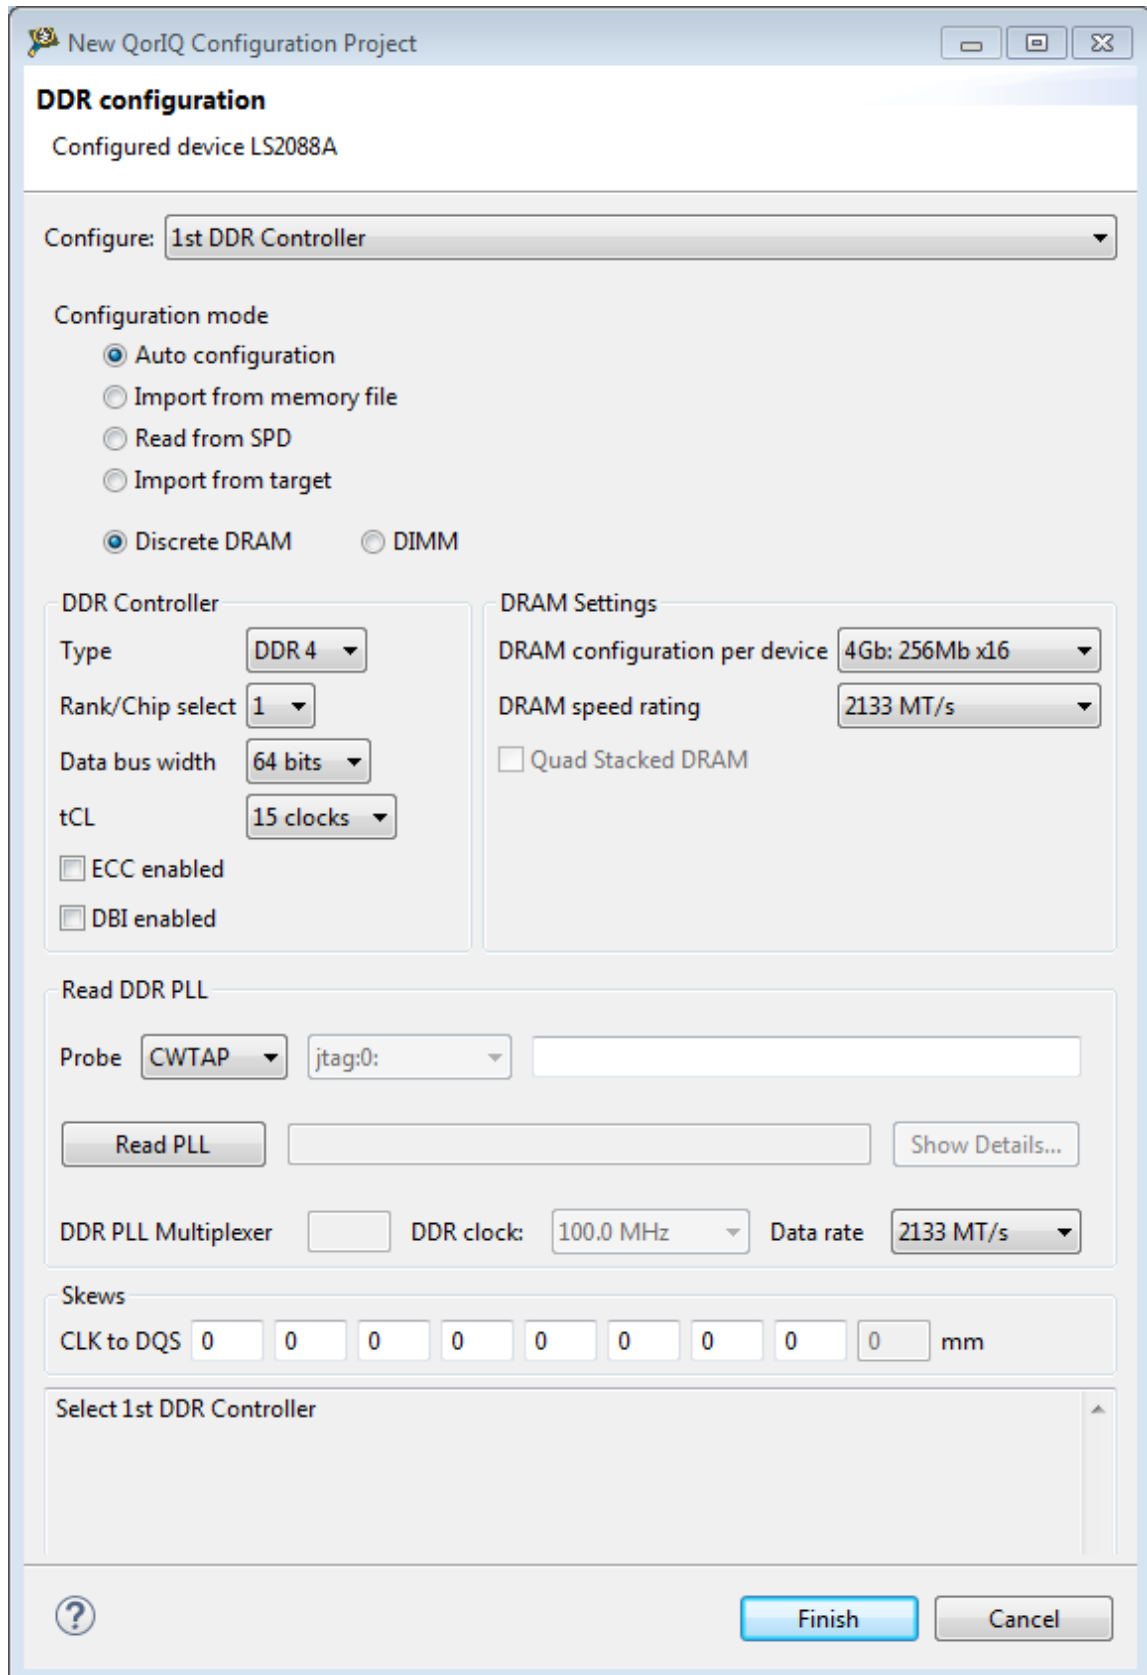 New QorIQ Configuration Project
DDR configuration
Configured device LS2088A
Configure: 1st DDR Controller
Configuration mode
Auto configuration
Import from memory file
Read from SPD
Import from target
Discrete DRAM DIMM
DDR Controller
Type DDR 4
Rank/Chip select 1
Data bus width 64 bits
tCL 15 clocks
ECC enabled
DBI enabled
DRAM Settings
DRAM configuration per device 4Gb: 256Mb x16
DRAM speed rating 2133 MT/s
Quad Stacked DRAM
Read DDR PLL
Probe CWTAP jtag:0:
Read PLL Show Details...
DDR PLL Multiplexer DDR clock: 100.0 MHz Data rate 2133 MT/s
Skews
CLK to DQS 0 0 0 0 0 0 0 0 0 mm
Select 1st DDR Controller
? Finish Cancel